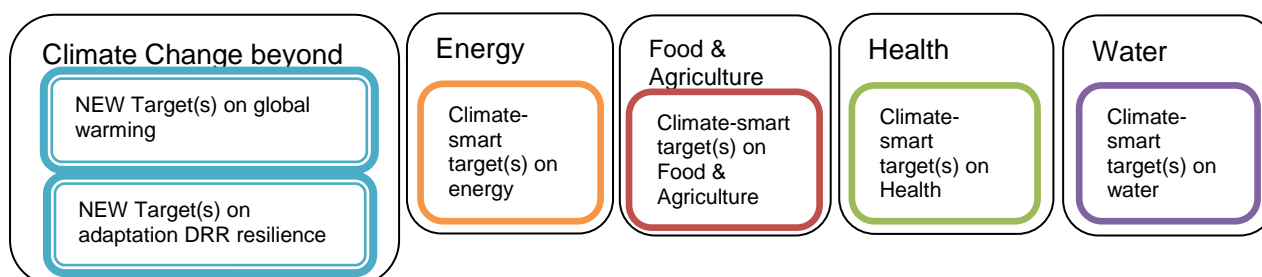 Climate Change beyond
NEW Target(s) on global
warming
NEW Target(s) on
adaptation DRR resilience
Energy
Climate-
smart
target(s) on
energy
Food &
Agriculture
Climate-smart
target(s) on
Food &
Agriculture
Health
Climate-
smart
target(s) on
Health
Water
Climate-
smart
target(s) on
water